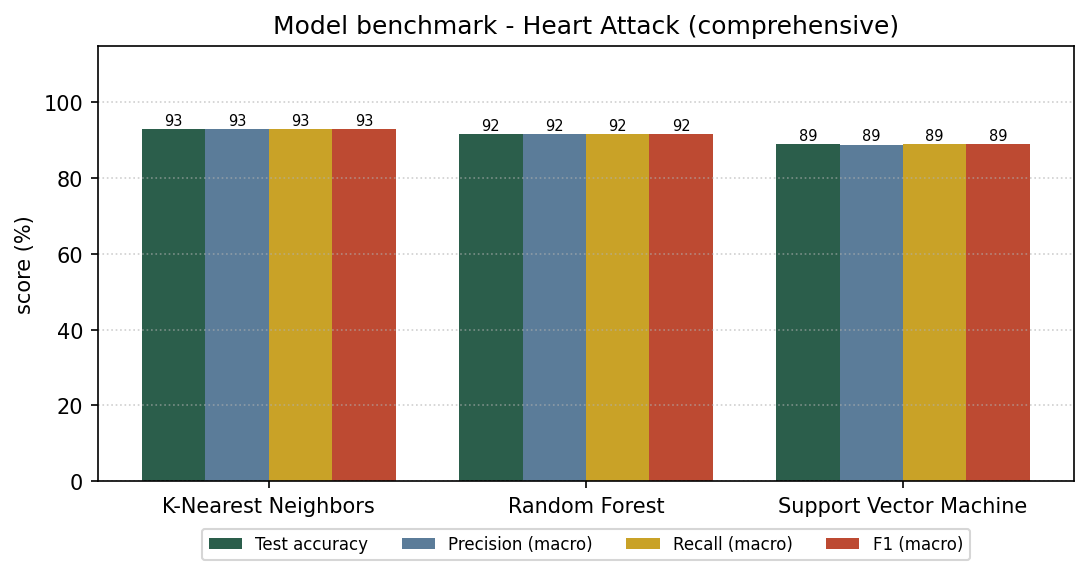 Model benchmark - Heart Attack (comprehensive)
score (%)
100
80
60
40
20
0
93 93 93 93
92 92 92 92
89 89 89 89
K-Nearest Neighbors
Random Forest
Support Vector Machine
Test accuracy
Precision (macro)
Recall (macro)
F1 (macro)